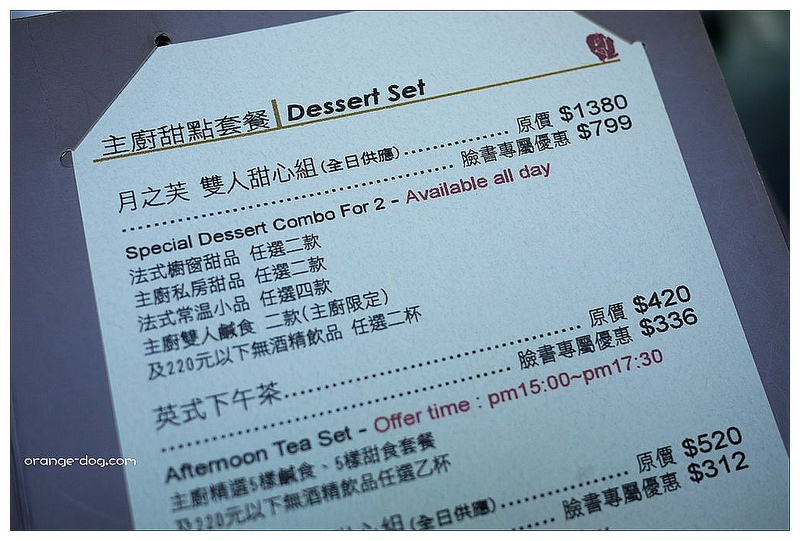 主廚甜點套餐 | Dessert Set
月之芙 雙人甜心組(全日供應)........................ 原價 $1380
........................ 臉書專屬優惠 $799
Special Dessert Combo For 2 - Available all day
法式櫥窗甜品 任選二款
主廚私房甜品 任選二款
法式常溫小品 任選四款
主廚雙人鹹食 二款(主廚限定)
及220元以下無酒精飲品 任選二杯
英式下午茶........................ 原價 $420
........................ 臉書專屬優惠 $336
Afternoon Tea Set - Offer time : pm15:00~pm17:30
主廚精選5樣鹹食、5樣甜食套餐
及220元以下無酒精飲品任選乙杯
心組(全日供應)........................ 原價 $520
........................ 臉書專屬優惠 $312
orange-dog.com